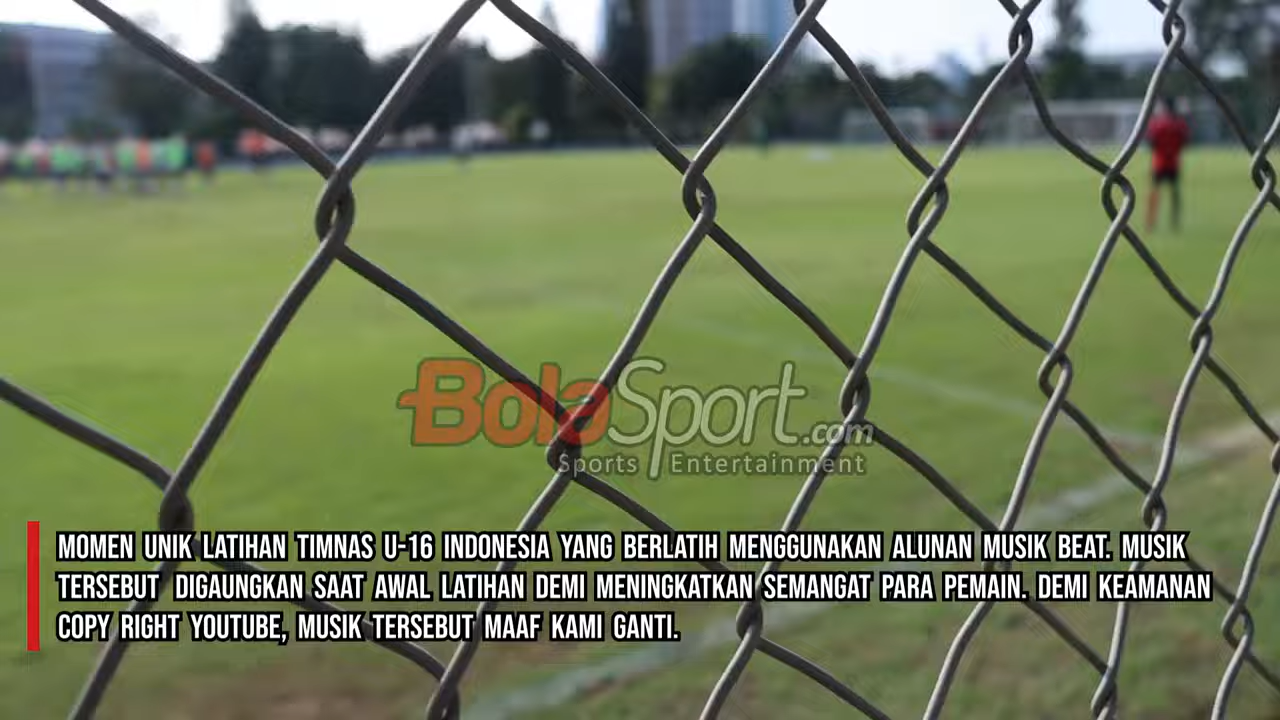 BolaSport.com
Sports Entertainment
MOMEN UNIK LATIHAN TIMNAS U-16 INDONESIA YANG BERLATIH MENGGUNAKAN ALUNAN MUSIK BEAT. MUSIK
TERSEBUT DIGAUNGKAN SAAT AWAL LATIHAN DEMI MENINGKATKAN SEMANGAT PARA PEMAIN. DEMI KEAMANAN
COPY RIGHT YOUTUBE, MUSIK TERSEBUT MAAF KAMI GANTI.